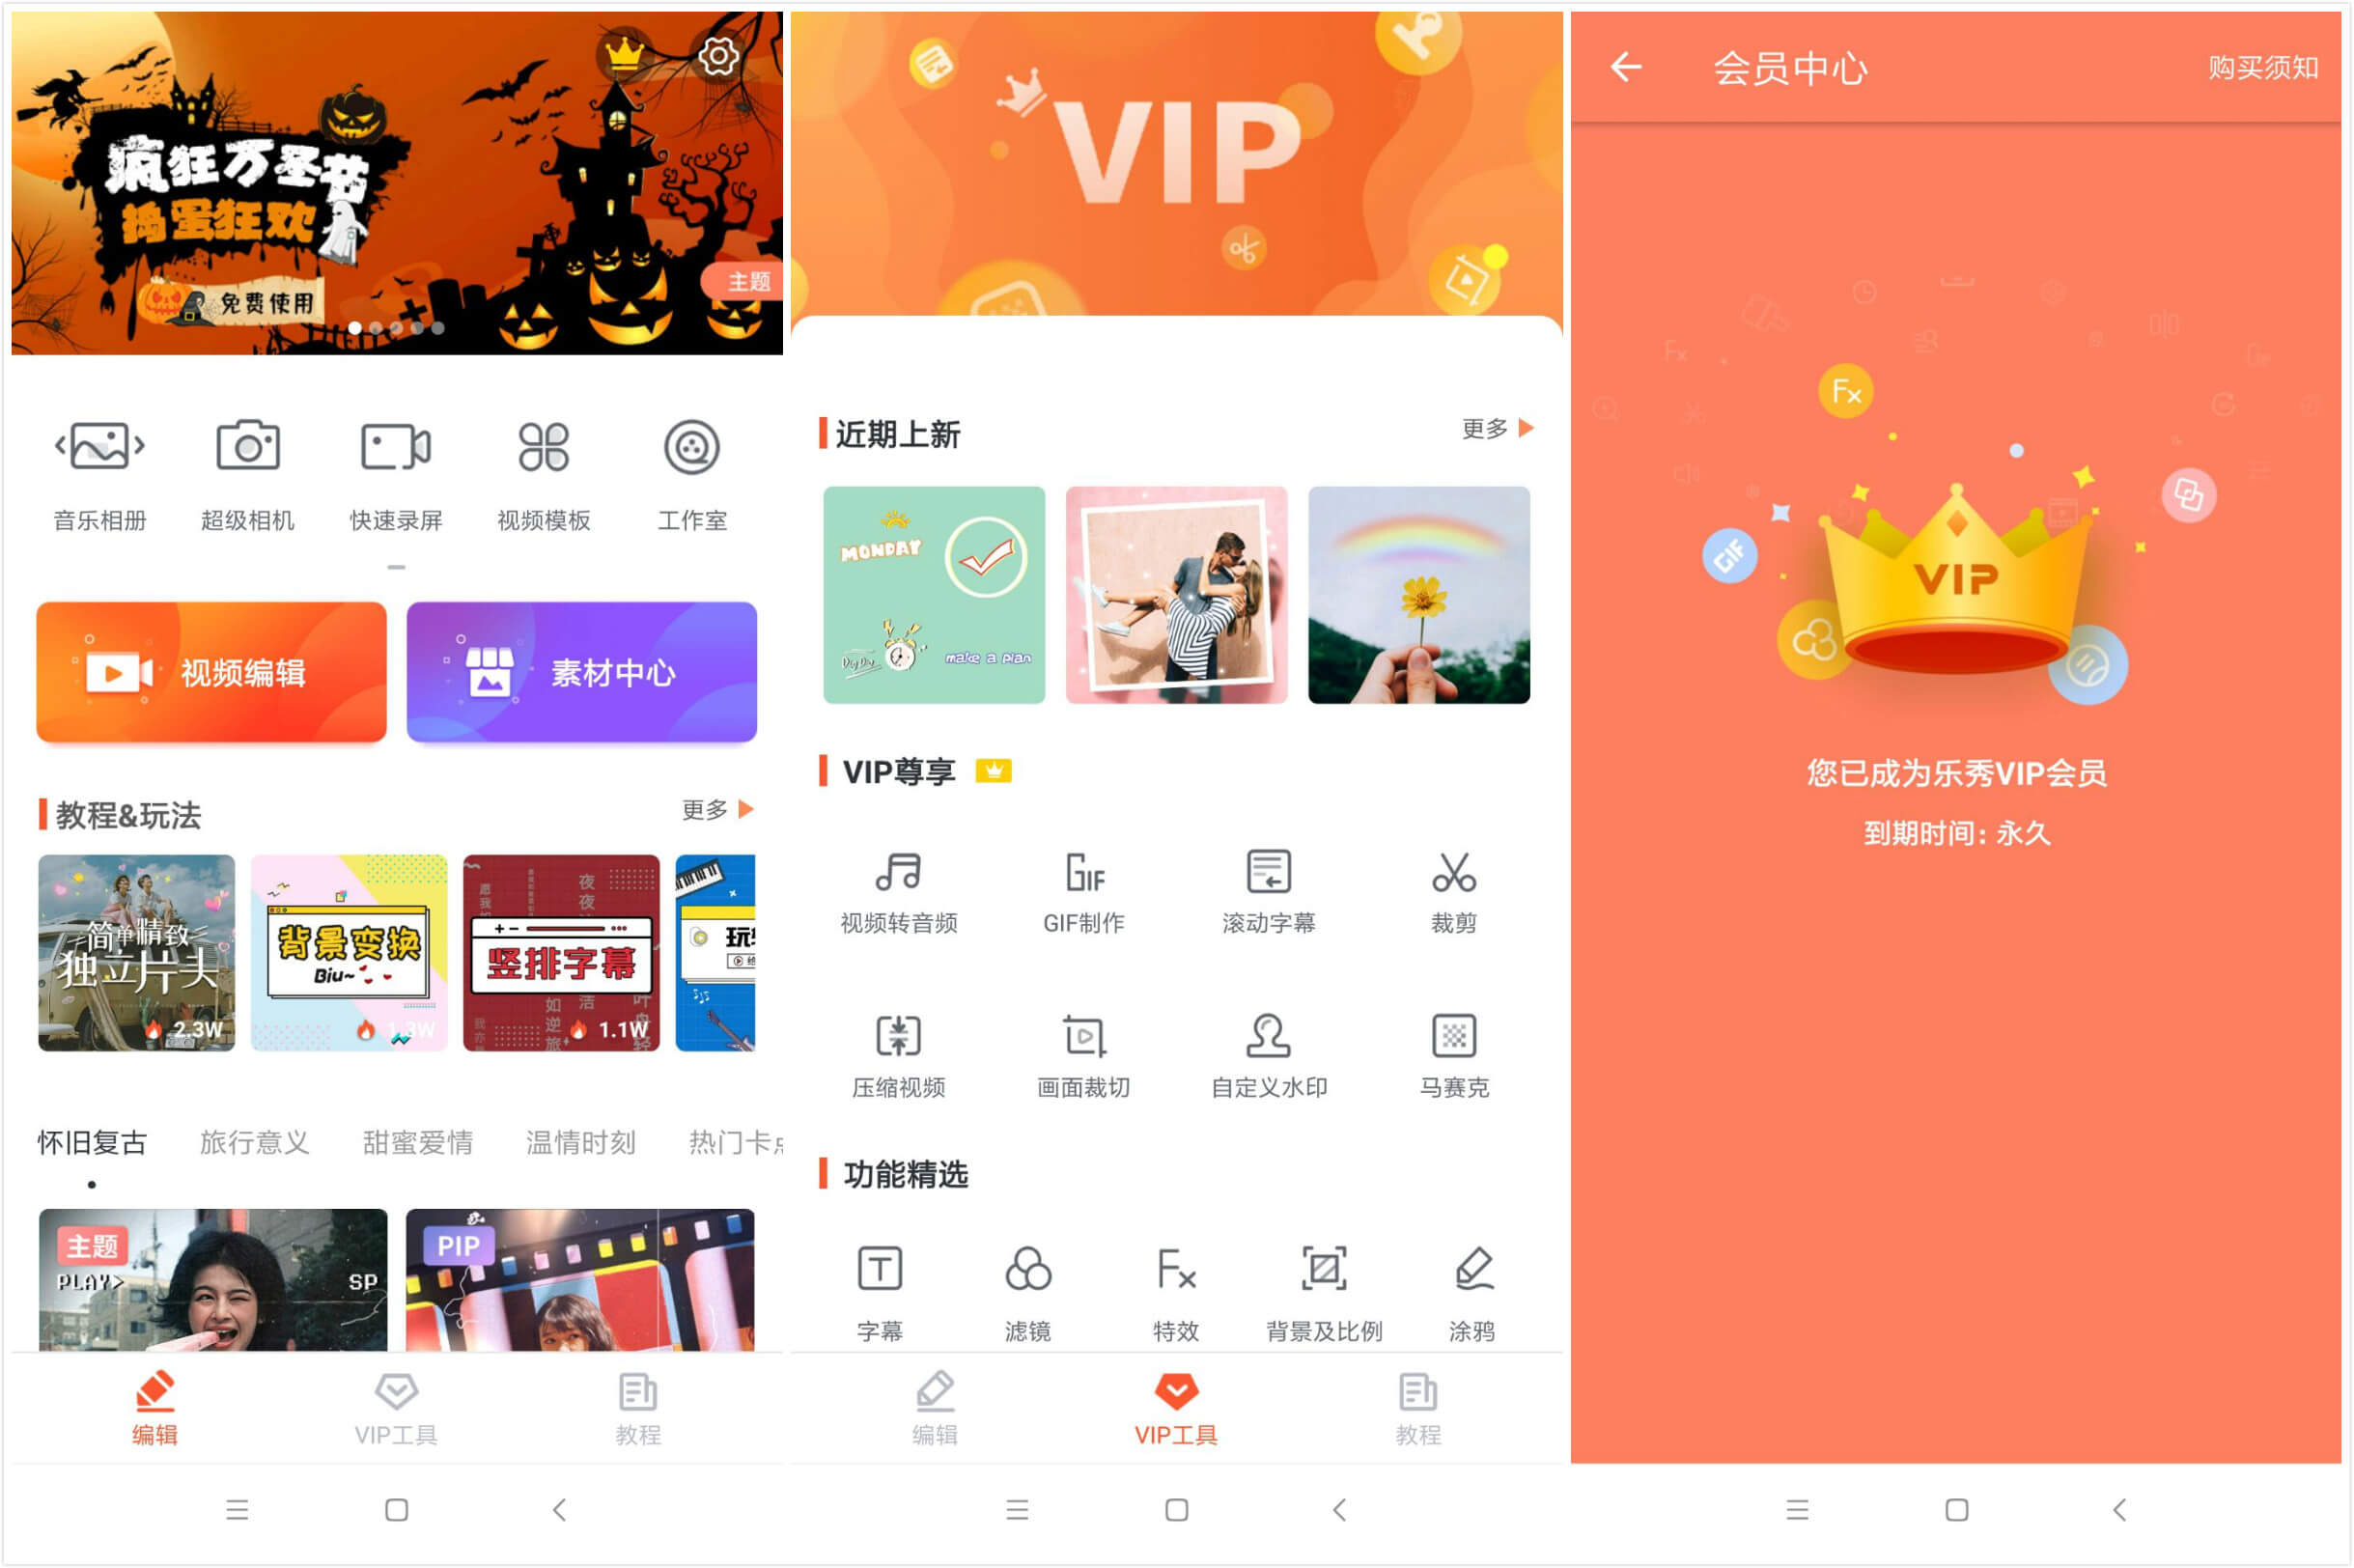 疯狂万圣节
捣蛋狂欢
免费使用
主题
音乐相册
超级相机
快速录屏
视频模板
工作室
视频编辑
素材中心
教程&玩法
更多
简单情致
独立片头
2.3W
背景变换
Biu~
1.3W
竖排字幕
1.1W
怀旧复古
旅行意义
甜蜜爱情
温情时刻
热门卡
主题
PLAY>
SP
PIP
编辑
VIP工具
教程
VIP
近期上新
更多
MONDAY
make a plan
VIP尊享
视频转音频
GIF制作
滚动字幕
裁剪
压缩视频
画面裁切
自定义水印
马赛克
功能精选
字幕
滤镜
特效
背景及比例
涂鸦
编辑
VIP工具
教程
会员中心
购买须知
Fx
GIF
VIP
您已成为乐秀VIP会员
到期时间: 永久